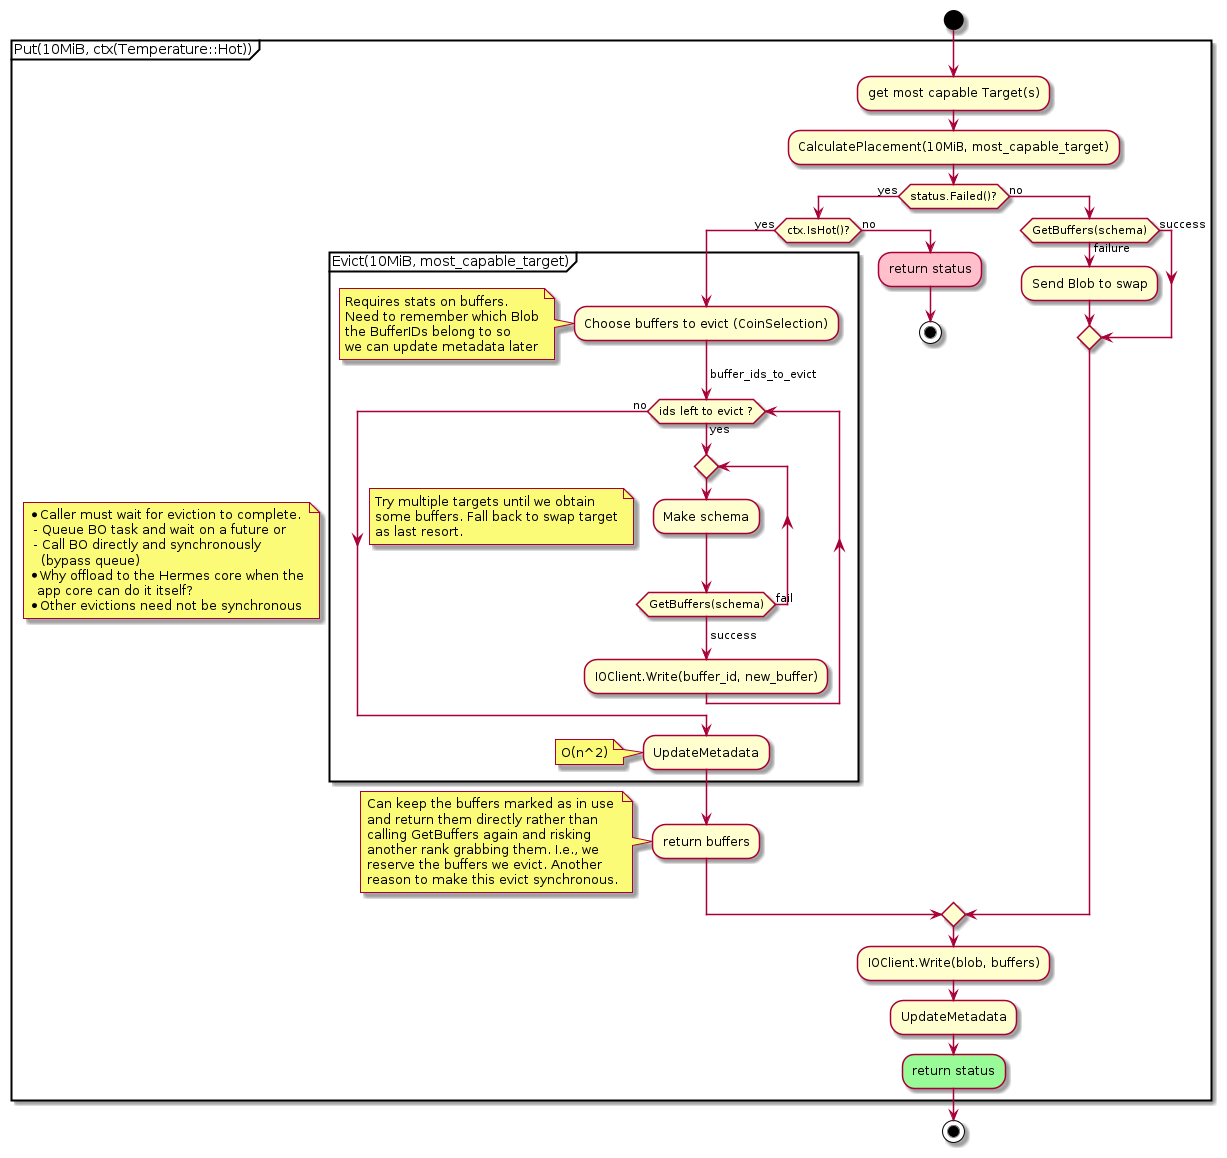 Put(10MiB, ctx(Temperature::Hot))
get most capable Target(s)
CalculatePlacement(10MiB, most_capable_target)
yes
status.Failed()?
no
yes
ctx.IsHot()?
no
GetBuffers(schema)
success
failure
Evict(10MiB, most_capable_target)
return status
Send Blob to swap
Requires stats on buffers.
Need to remember which Blob
the BufferIDs belong to so
we can update metadata later
Choose buffers to evict (CoinSelection)
buffer_ids_to_evict
no
ids left to evict ?
yes
Try multiple targets until we obtain
some buffers. Fall back to swap target
as last resort.
Make schema
• Caller must wait for eviction to complete.
- Queue BO task and wait on a future or
- Call BO directly and synchronously
(bypass queue)
• Why offload to the Hermes core when the
app core can do it itself?
• Other evictions need not be synchronous
GetBuffers(schema)
fail
success
IOClient.Write(buffer_id, new_buffer)
O(n^2)
UpdateMetadata
Can keep the buffers marked as in use
and return them directly rather than
calling GetBuffers again and risking
another rank grabbing them. I.e., we
reserve the buffers we evict. Another
reason to make this evict synchronous.
return buffers
IOClient.Write(blob, buffers)
UpdateMetadata
return status